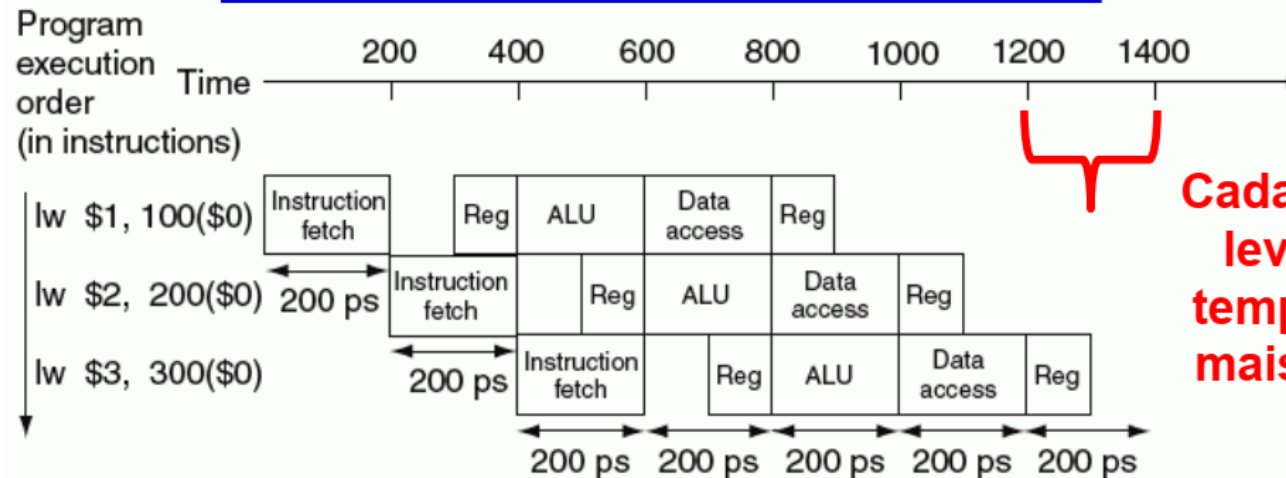 Program
execution
order
(in instructions)
Time
200 400 600 800 1000 1200 1400
lw $1, 100($0)
Instruction
fetch
Reg
ALU
Data
access
Reg
200 ps
lw $2, 200($0)
Instruction
fetch
Reg
ALU
Data
access
Reg
200 ps
lw $3, 300($0)
Instruction
fetch
Reg
ALU
Data
access
Reg
200 ps 200 ps 200 ps 200 ps 200 ps
Cada
lev
temp
mais